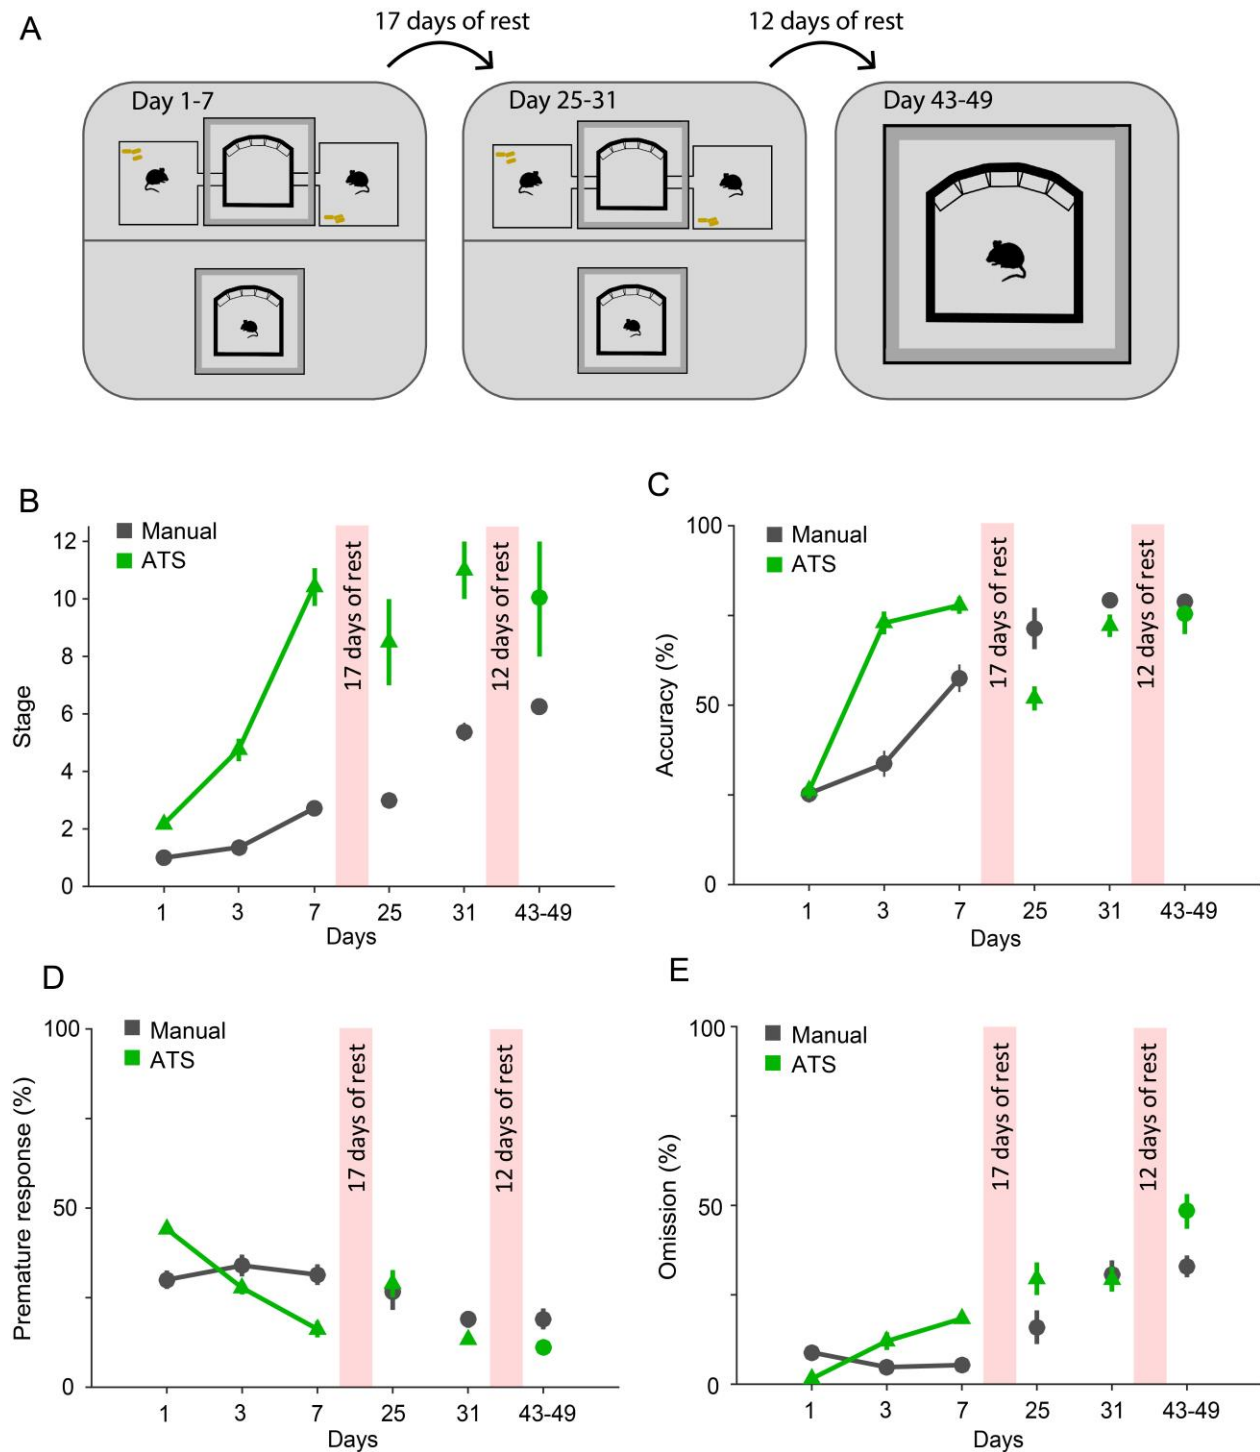 A
17 days of rest
12 days of rest
Day 1-7
Day 25-31
Day 43-49
B
Manual
ATS
12
10
8
6
4
2
0
Stage
17 days of rest
12 days of rest
1 3 7 25 31 43-49
Days
C
Manual
ATS
100
50
0
Accuracy (%)
17 days of rest
12 days of rest
1 3 7 25 31 43-49
Days
D
Manual
ATS
100
50
0
Premature response (%)
17 days of rest
12 days of rest
1 3 7 25 31 43-49
Days
E
Manual
ATS
100
50
0
Omission (%)
17 days of rest
12 days of rest
1 3 7 25 31 43-49
Days